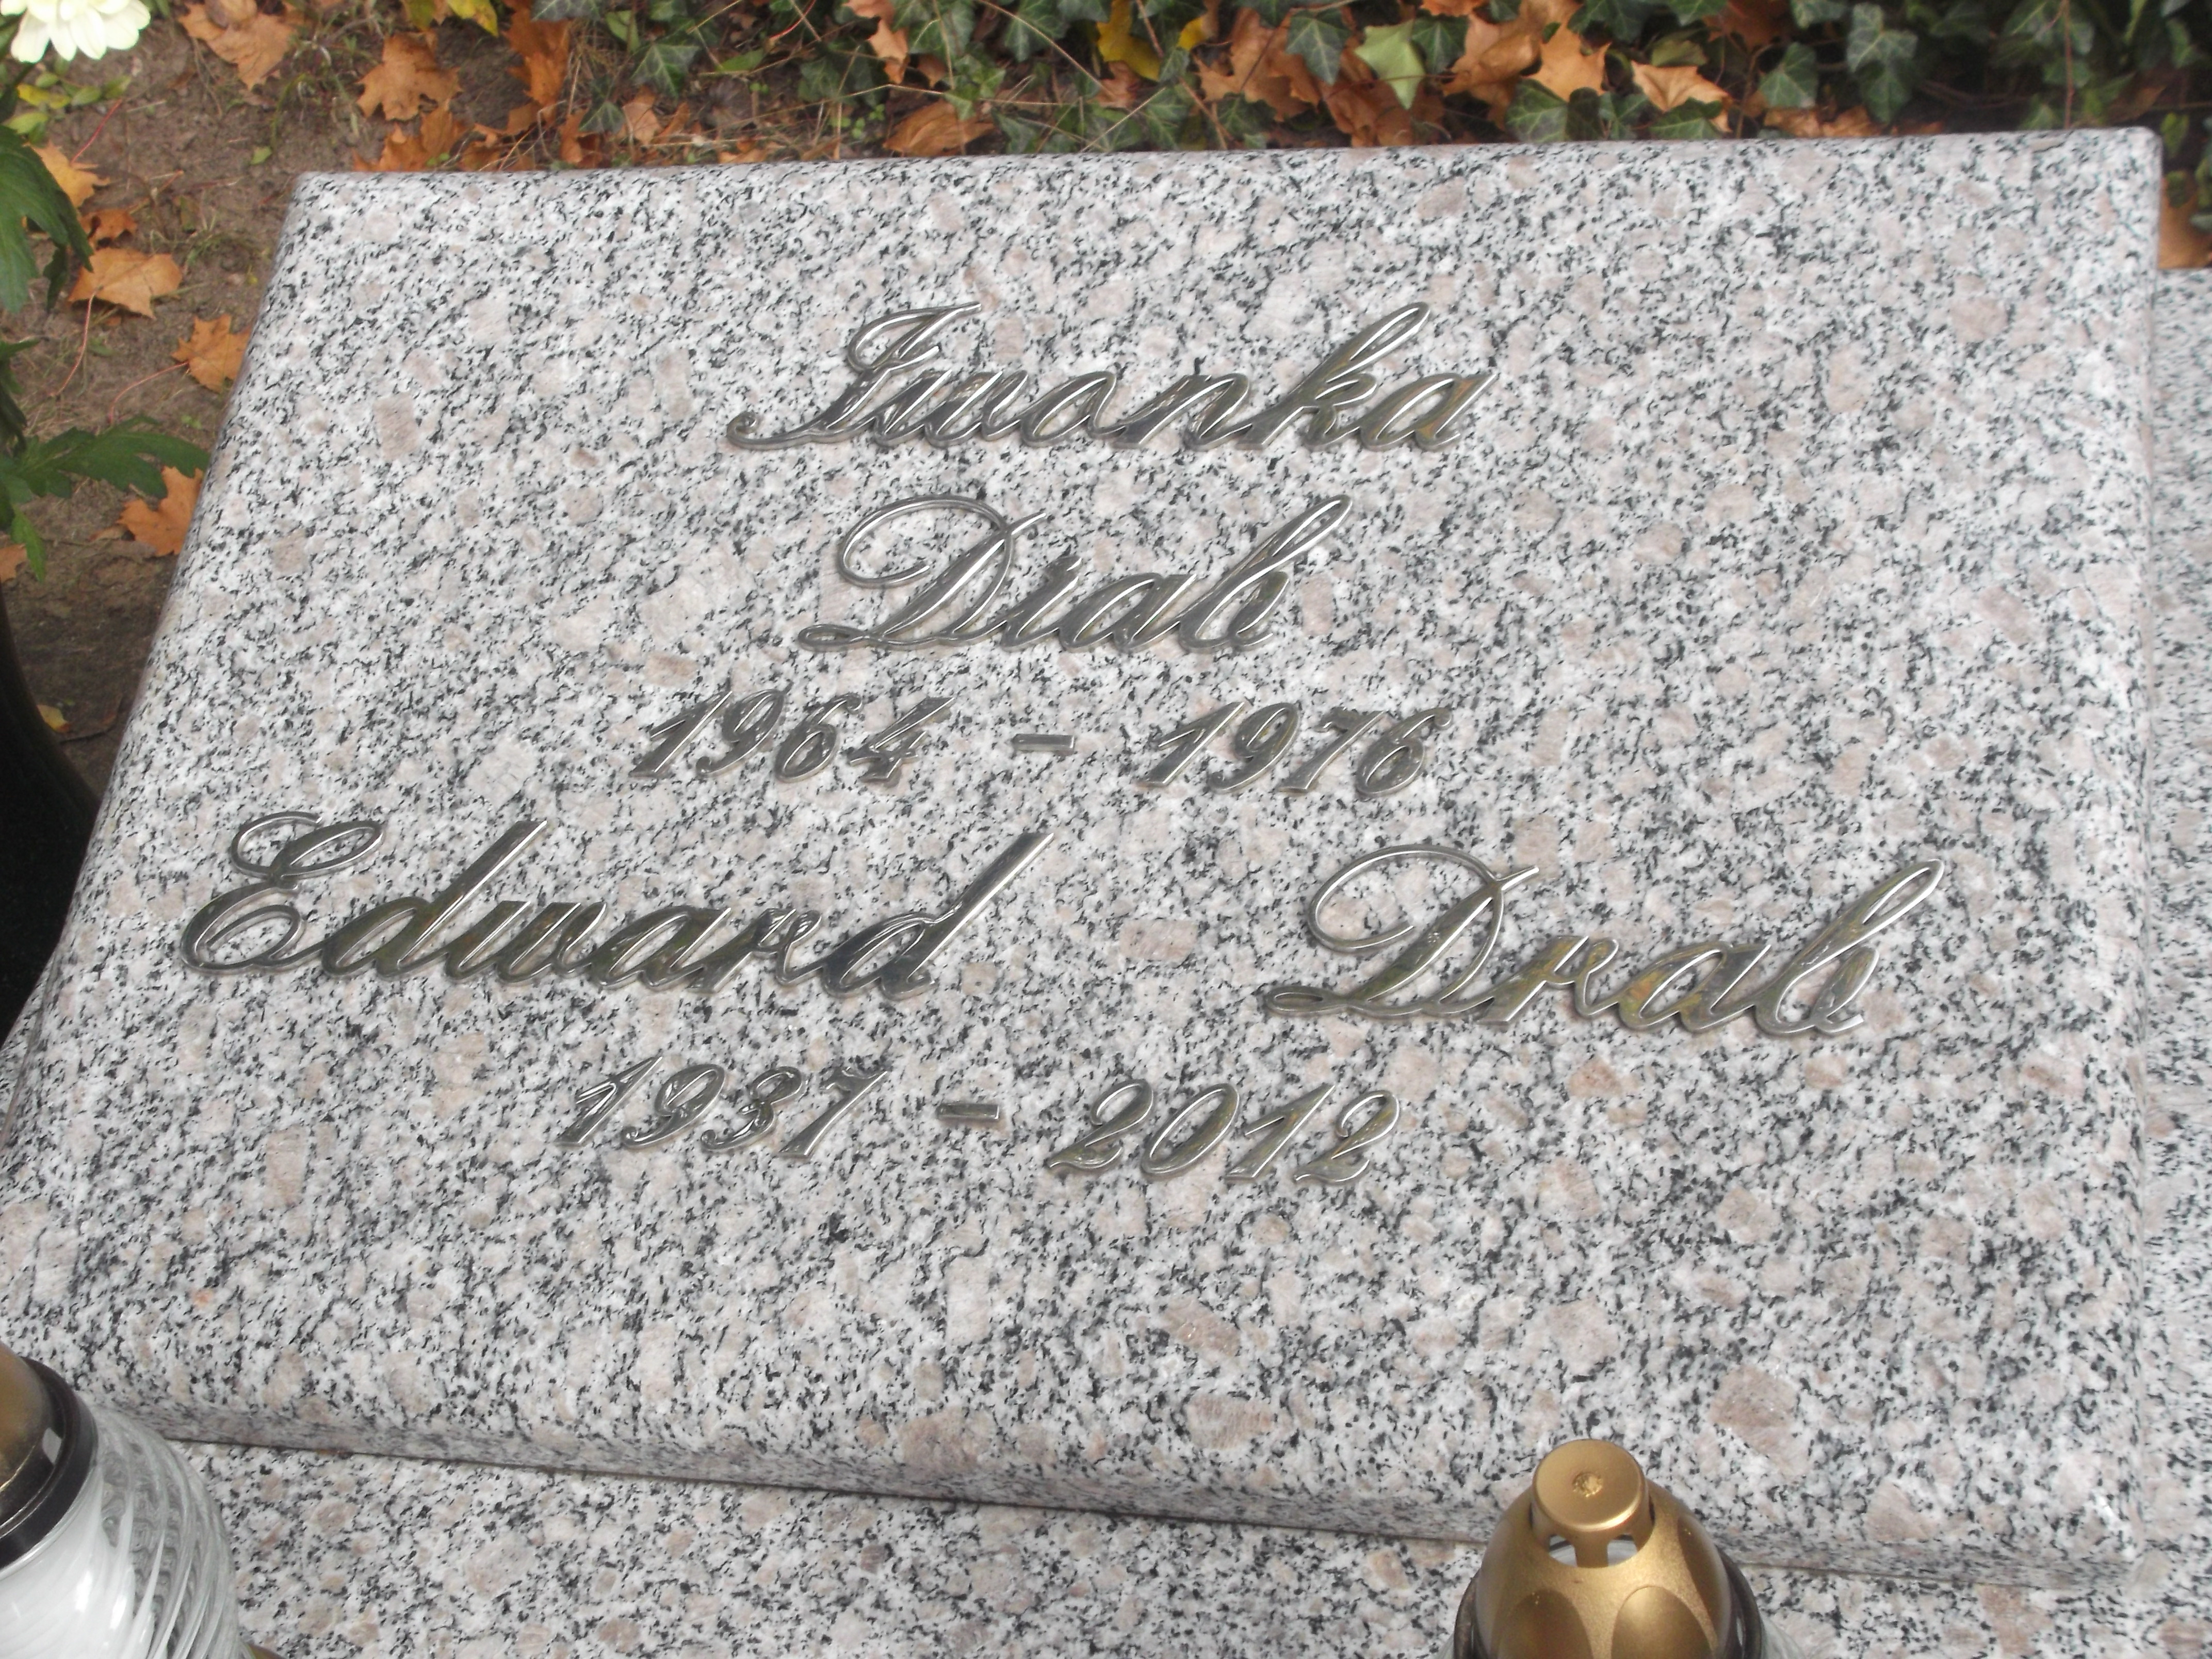 Iwonka
Drab
1964 - 1976
Edward Drab
1937 - 2012